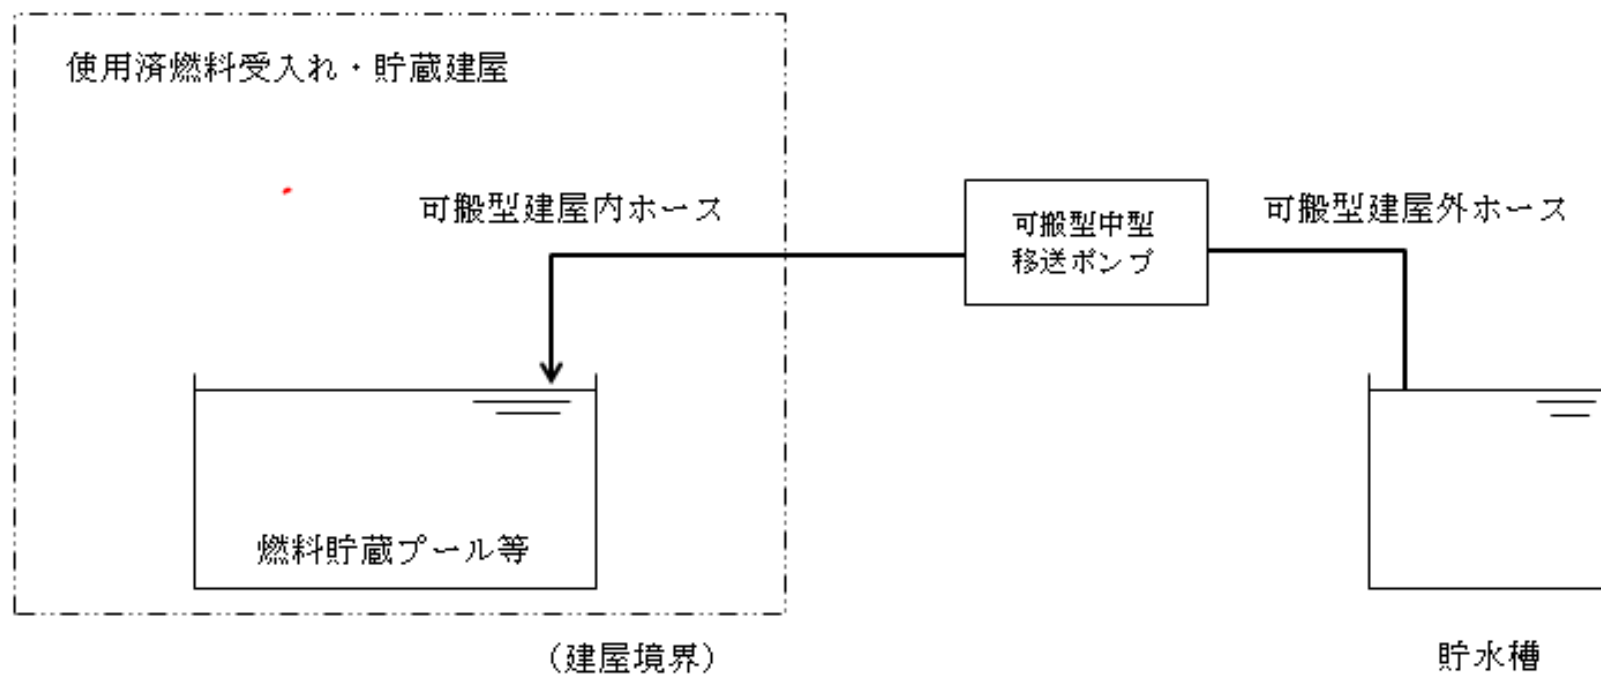 使用済燃料受入れ・貯蔵建屋
可搬型建屋内ホース
可搬型中型
移送ポンプ
可搬型建屋外ホース
燃料貯蔵プール等
（建屋境界）
貯水槽